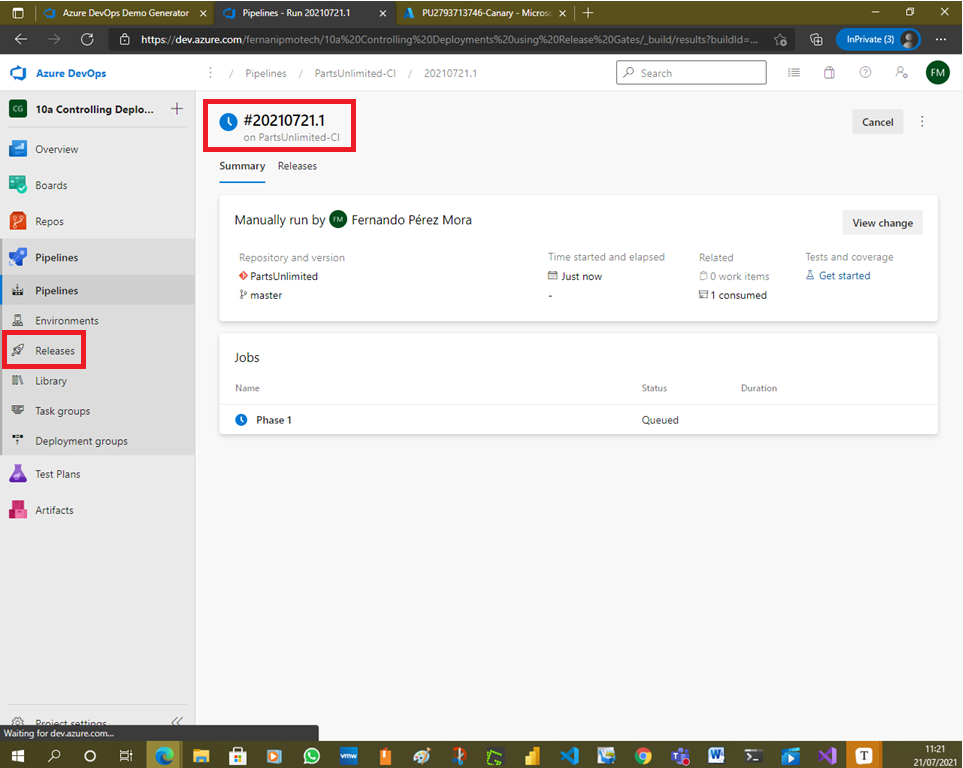 Azure DevOps Demo Generator
Pipelines - Run 20210721.1
PU2793713746-Canary - Micros
https://dev.azure.com/fernanipmotech/10a%20Controlling%20Deployments%20using%20Release%20Gates/_build/results?buildId=...
InPrivate (3)
Azure DevOps
/ Pipelines / PartsUnlimited-CI / 20210721.1
Search
FM
CG
10a Controlling Deplo...
Overview
Boards
Repos
Pipelines
Pipelines
Environments
Releases
Library
Task groups
Deployment groups
Test Plans
Artifacts
Project settings
#20210721.1
on PartsUnlimited-CI
Cancel
Summary Releases
Manually run by FM Fernando Pérez Mora
View change
Repository and version
PartsUnlimited
master
Time started and elapsed
Just now
-
Related
0 work items
1 consumed
Tests and coverage
Get started
Jobs
Name Status Duration
Phase 1 Queued
Waiting for dev.azure.com...
vmw
W
T
11:21
21/07/2021